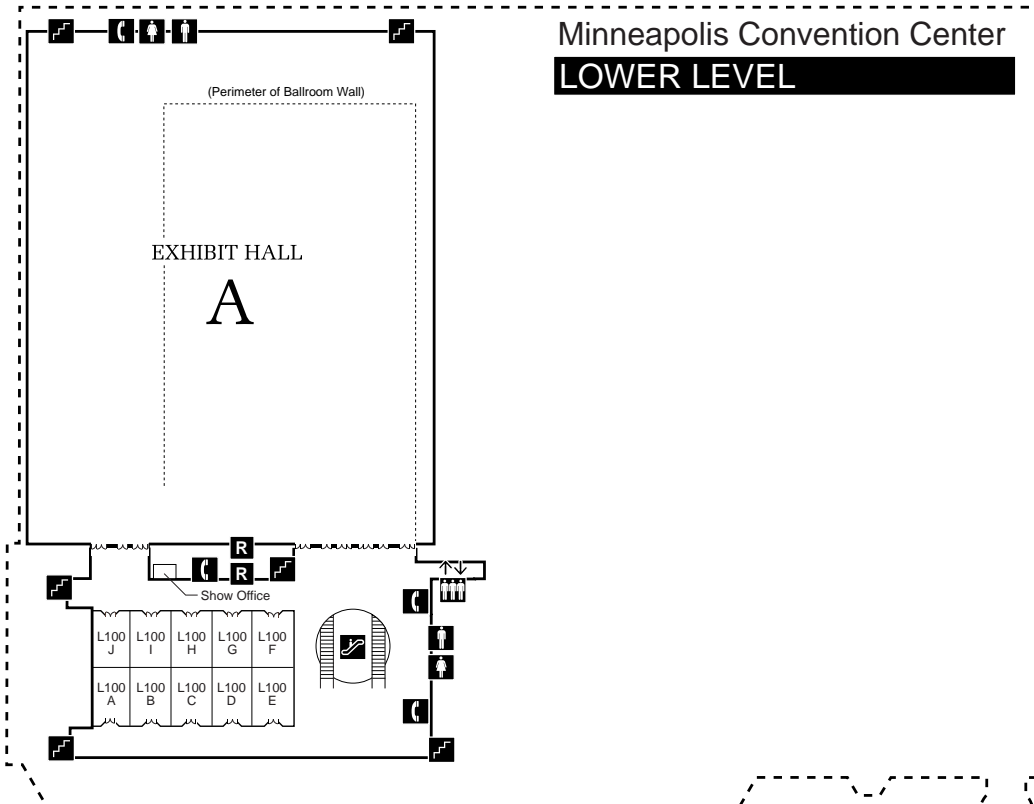 Minneapolis Convention Center
LOWER LEVEL
(Perimeter of Ballroom Wall)
EXHIBIT HALL
A
R
R
Show Office
L100 J
L100 I
L100 H
L100 G
L100 F
L100 A
L100 B
L100 C
L100 D
L100 E